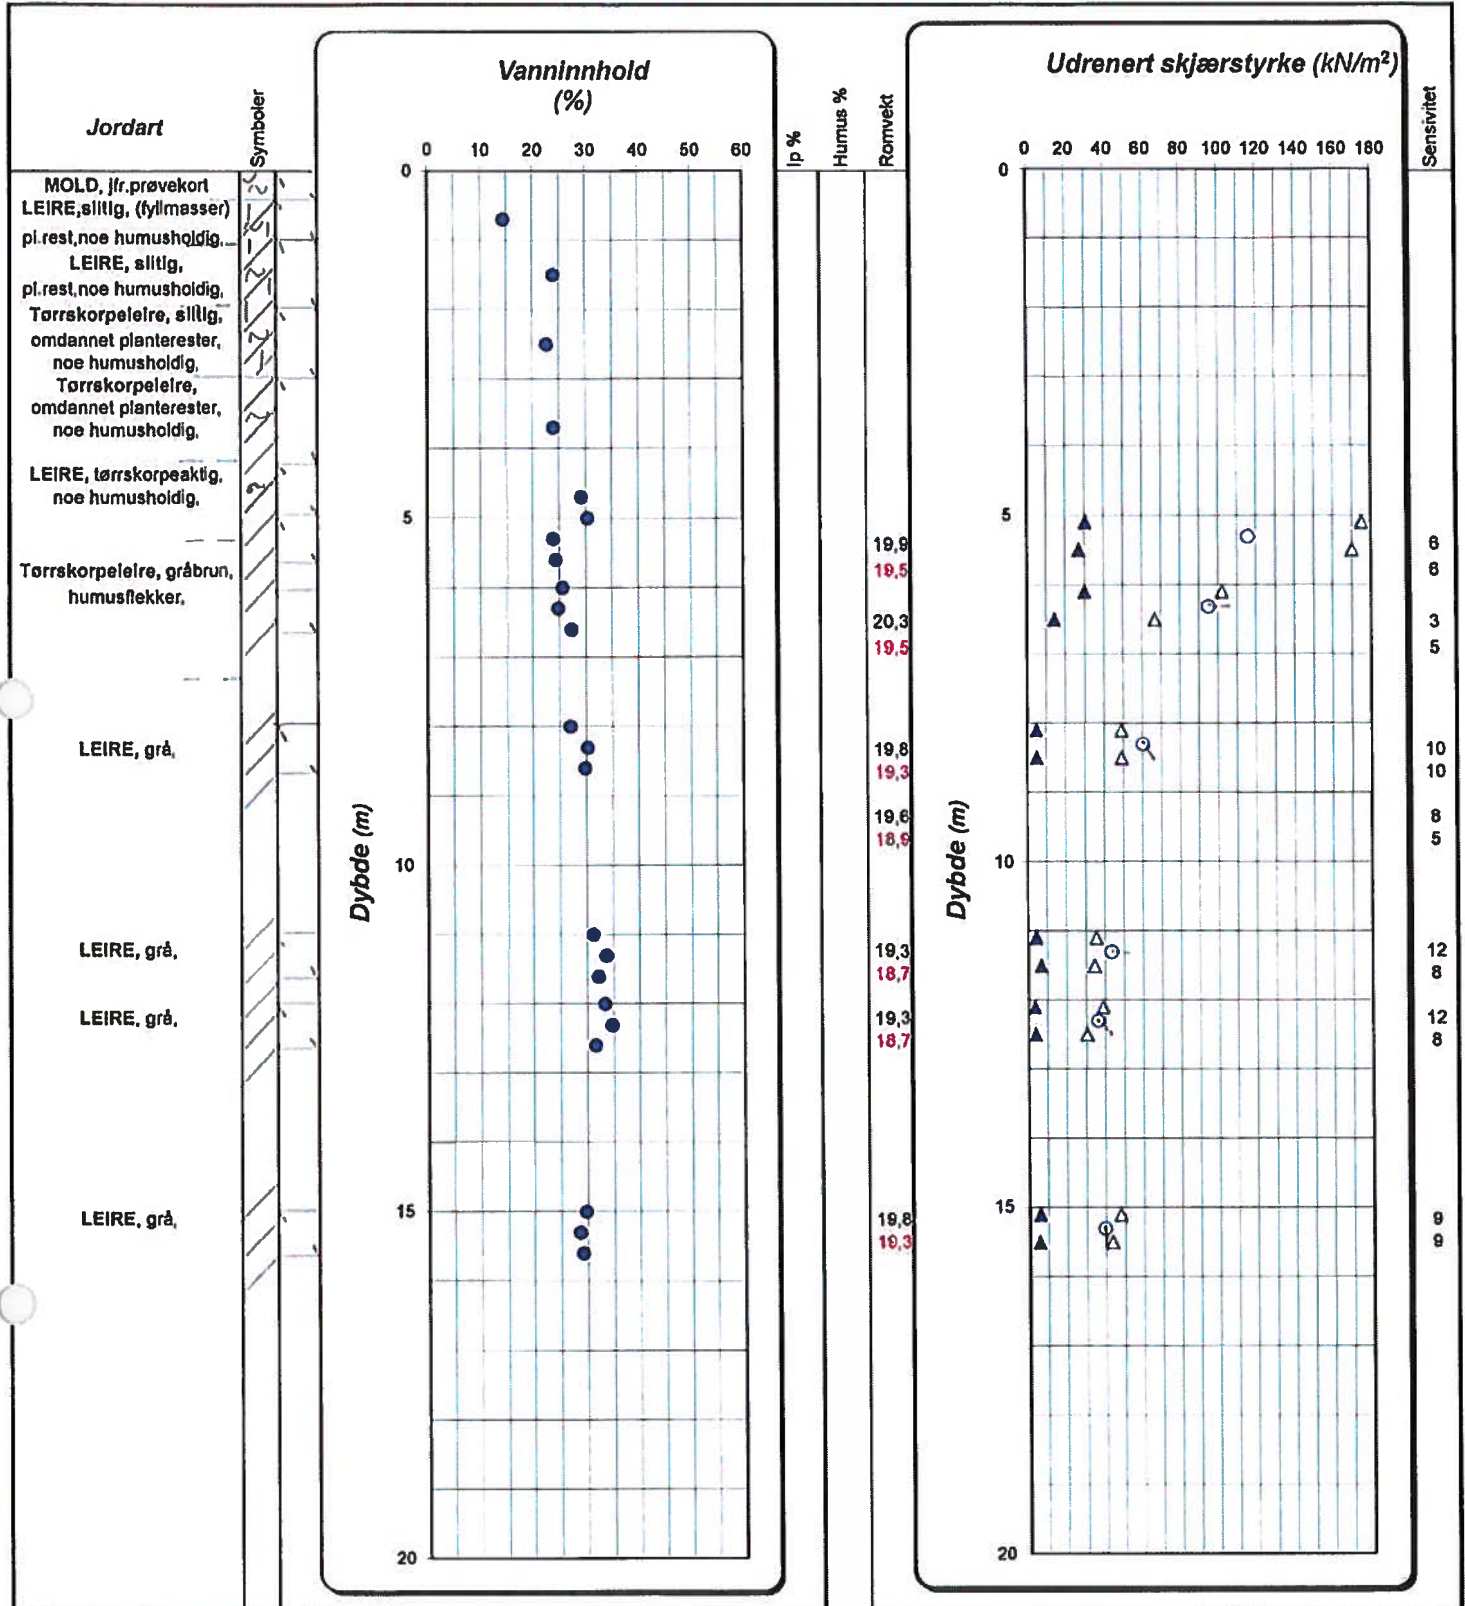 Jordart
Symboler
Vanninnhold
(%)
Ip %
Humus %
Romvekt
Udrenert skjærstyrke (kN/m²)
Sensivitet
0 10 20 30 40 50 60
0 20 40 60 80 100 120 140 160 180
MOLD, jfr.prøvekort
LEIRE,siltig, (fyllmasser)
pl.rest,noe humusholdig,
LEIRE, siltig,
pl.rest,noe humusholdig,
Tørrskorpeleire, siltig,
omdannet planterester,
noe humusholdig,
Tørrskorpeleire,
omdannet planterester,
noe humusholdig,
LEIRE, tørrskorpeaktig,
noe humusholdig,
Tørrskorpeleire, gråbrun,
humusflekker,
LEIRE, grå,
LEIRE, grå,
LEIRE, grå,
LEIRE, grå,
Dybde (m)
0
5
10
15
20
19,9
19,5
20,3
19,5
19,8
19,3
19,6
18,9
19,3
18,7
19,3
18,7
19,8
19,3
Dybde (m)
0
5
10
15
20
6
6
3
5
10
10
8
5
12
8
12
8
9
9